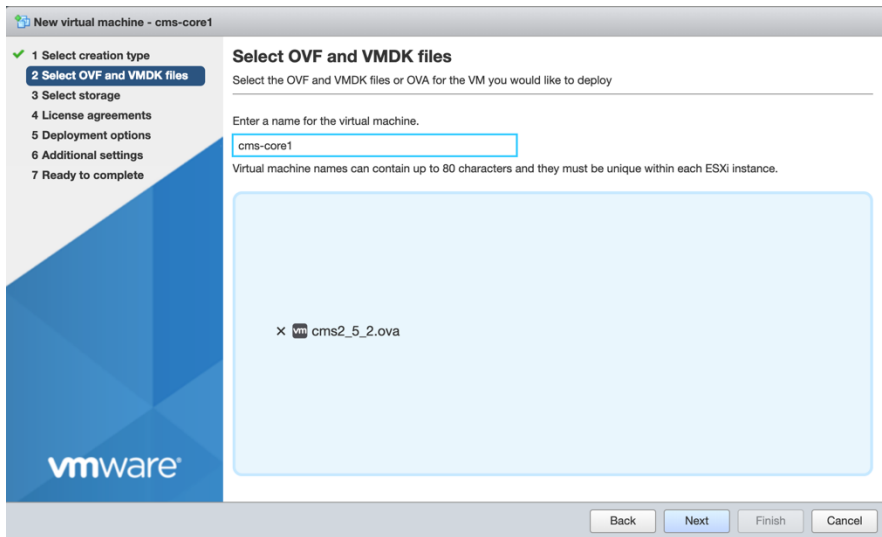 New virtual machine - cms-core1
1 Select creation type
2 Select OVF and VMDK files
3 Select storage
4 License agreements
5 Deployment options
6 Additional settings
7 Ready to complete
vmware®
Select OVF and VMDK files
Select the OVF and VMDK files or OVA for the VM you would like to deploy
Enter a name for the virtual machine.
cms-core1
Virtual machine names can contain up to 80 characters and they must be unique within each ESXi instance.
vm cms2_5_2.ova
Back Next Finish Cancel